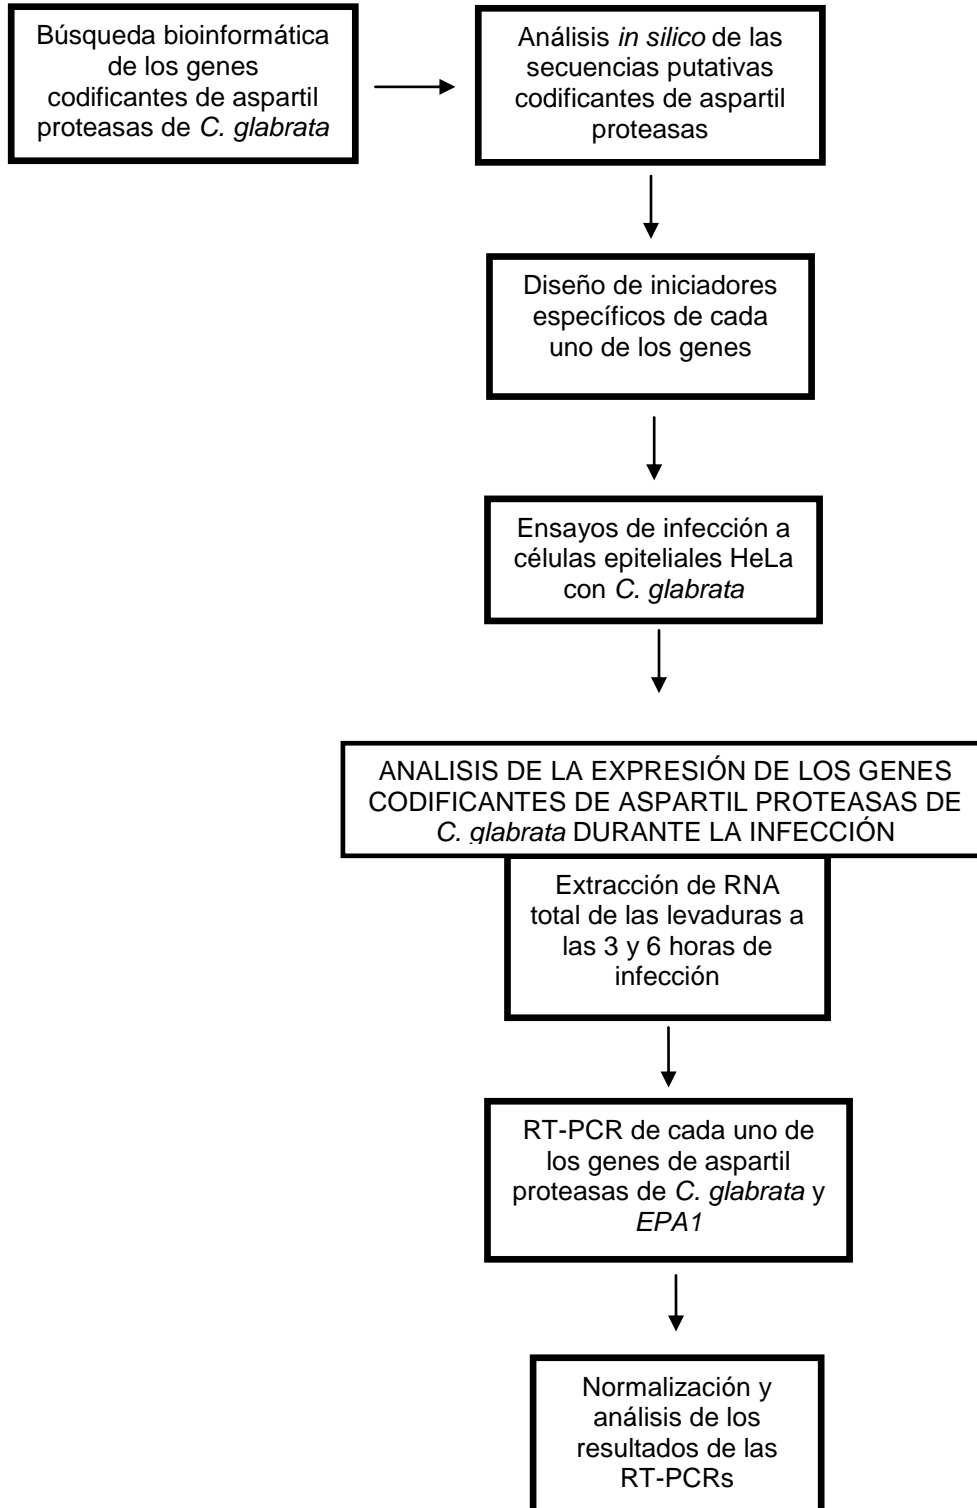 Búsqueda bioinformática
de los genes
codificantes de aspartil
proteasas de C. glabrata
Análisis in silico de las
secuencias putativas
codificantes de aspartil
proteasas
Diseño de iniciadores
específicos de cada
uno de los genes
Ensayos de infección a
células epiteliales HeLa
con C. glabrata
ANALISIS DE LA EXPRESIÓN DE LOS GENES
CODIFICANTES DE ASPARTIL PROTEASAS DE
C. glabrata DURANTE LA INFECCIÓN
Extracción de RNA
total de las levaduras a
las 3 y 6 horas de
infección
RT-PCR de cada uno de
los genes de aspartil
proteasas de C. glabrata y
EPA1
Normalización y
análisis de los
resultados de las
RT-PCRs